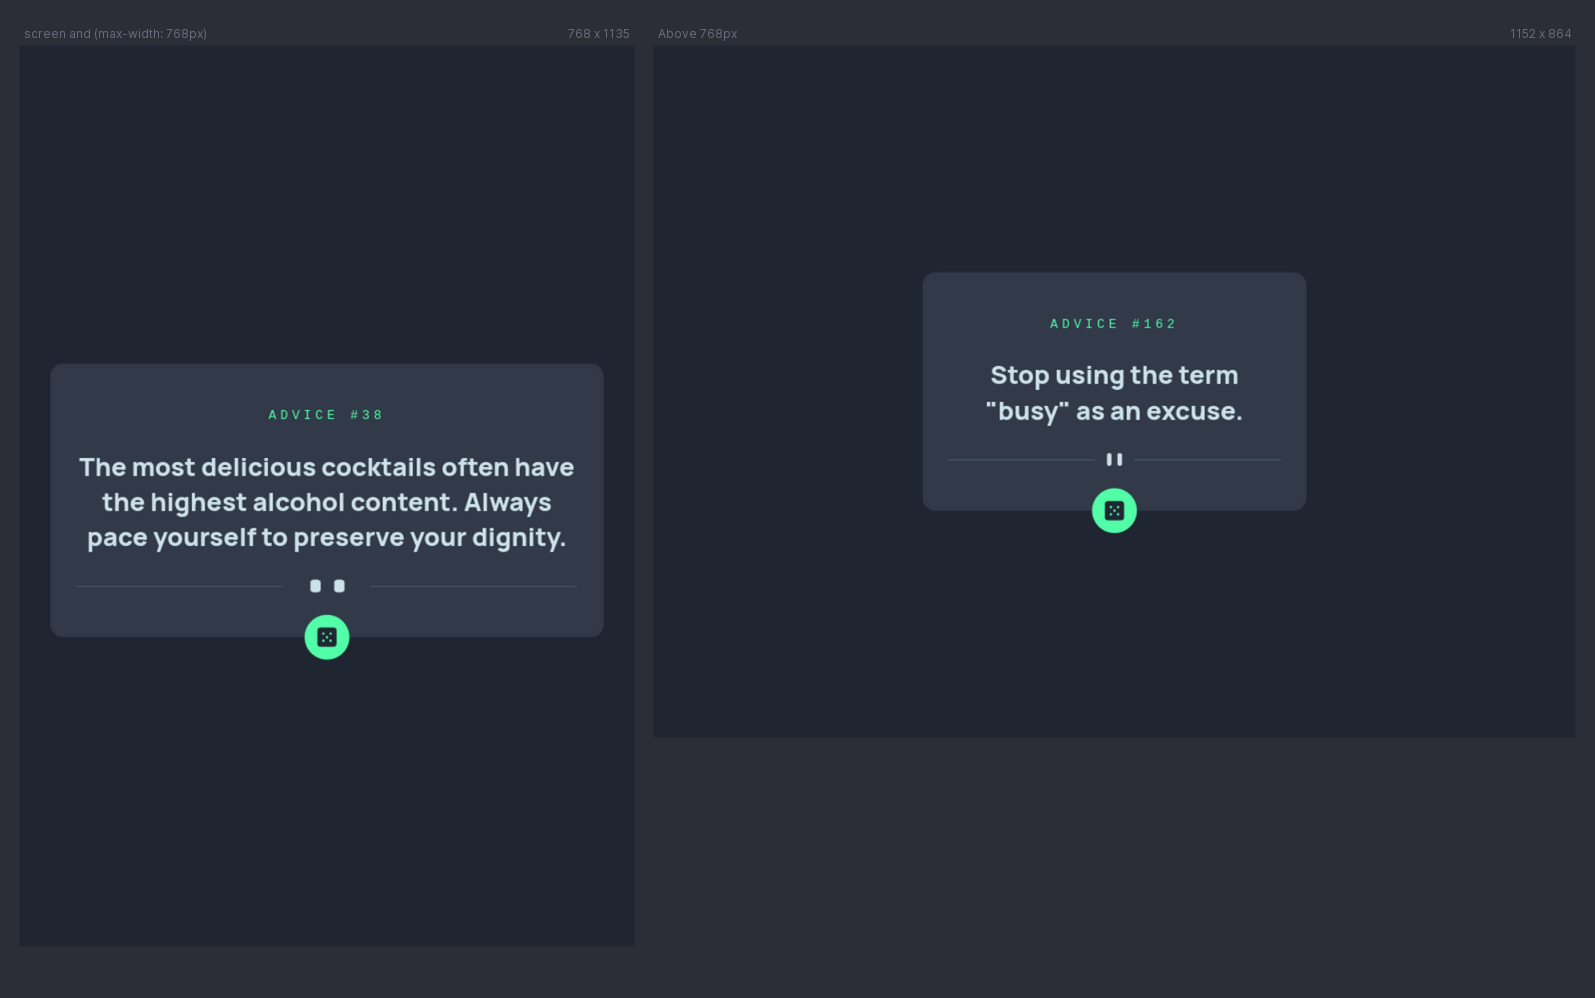 screen and (max-width: 768px)
768 x 1135
Above 768px
1152 x 864
ADVICE #38
The most delicious cocktails often have
the highest alcohol content. Always
pace yourself to preserve your dignity.
ADVICE #162
Stop using the term
"busy" as an excuse.